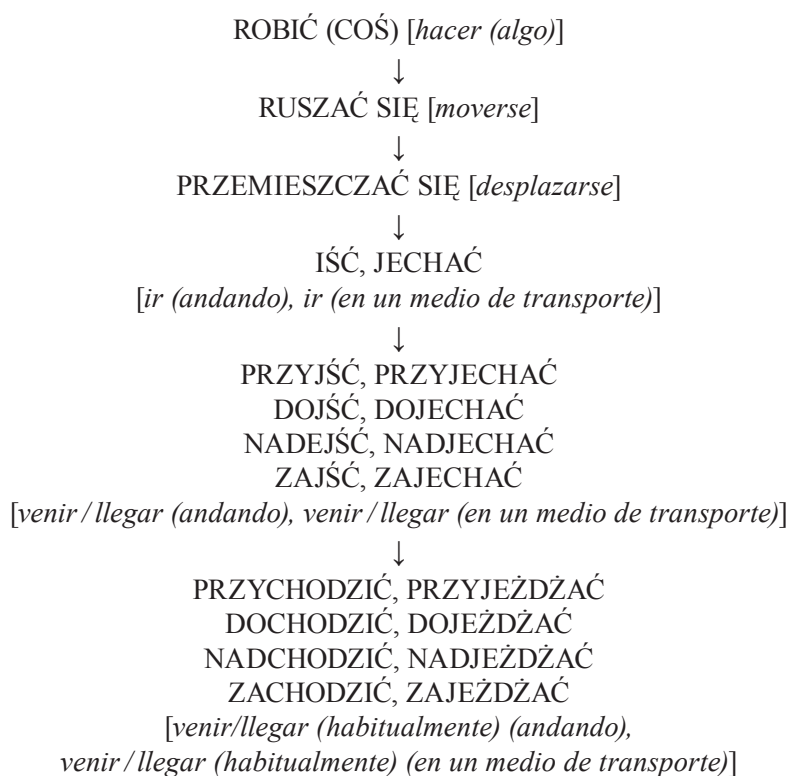 ROBIĆ (COŚ) [hacer (algo)]
↓
RUSZAĆ SIĘ [moverse]
↓
PRZEMIESZCZAĆ SIĘ [desplazarse]
↓
IŚĆ, JECHAĆ
[ir (andando), ir (en un medio de transporte)]
↓
PRZYJŚĆ, PRZYJECHAĆ
DOJŚĆ, DOJECHAĆ
NADEJŚĆ, NADJECHAĆ
ZAJŚĆ, ZAJECHAĆ
[venir / llegar (andando), venir / llegar (en un medio de transporte)]
↓
PRZYCHODZIĆ, PRZYJEŻDŻAĆ
DOCHODZIĆ, DOJEŻDŻAĆ
NADCHODZIĆ, NADJEŻDŻAĆ
ZACHODZIĆ, ZAJEŻDŻAĆ
[venir/llegar (habitualmente) (andando),
venir / llegar (habitualmente) (en un medio de transporte)]